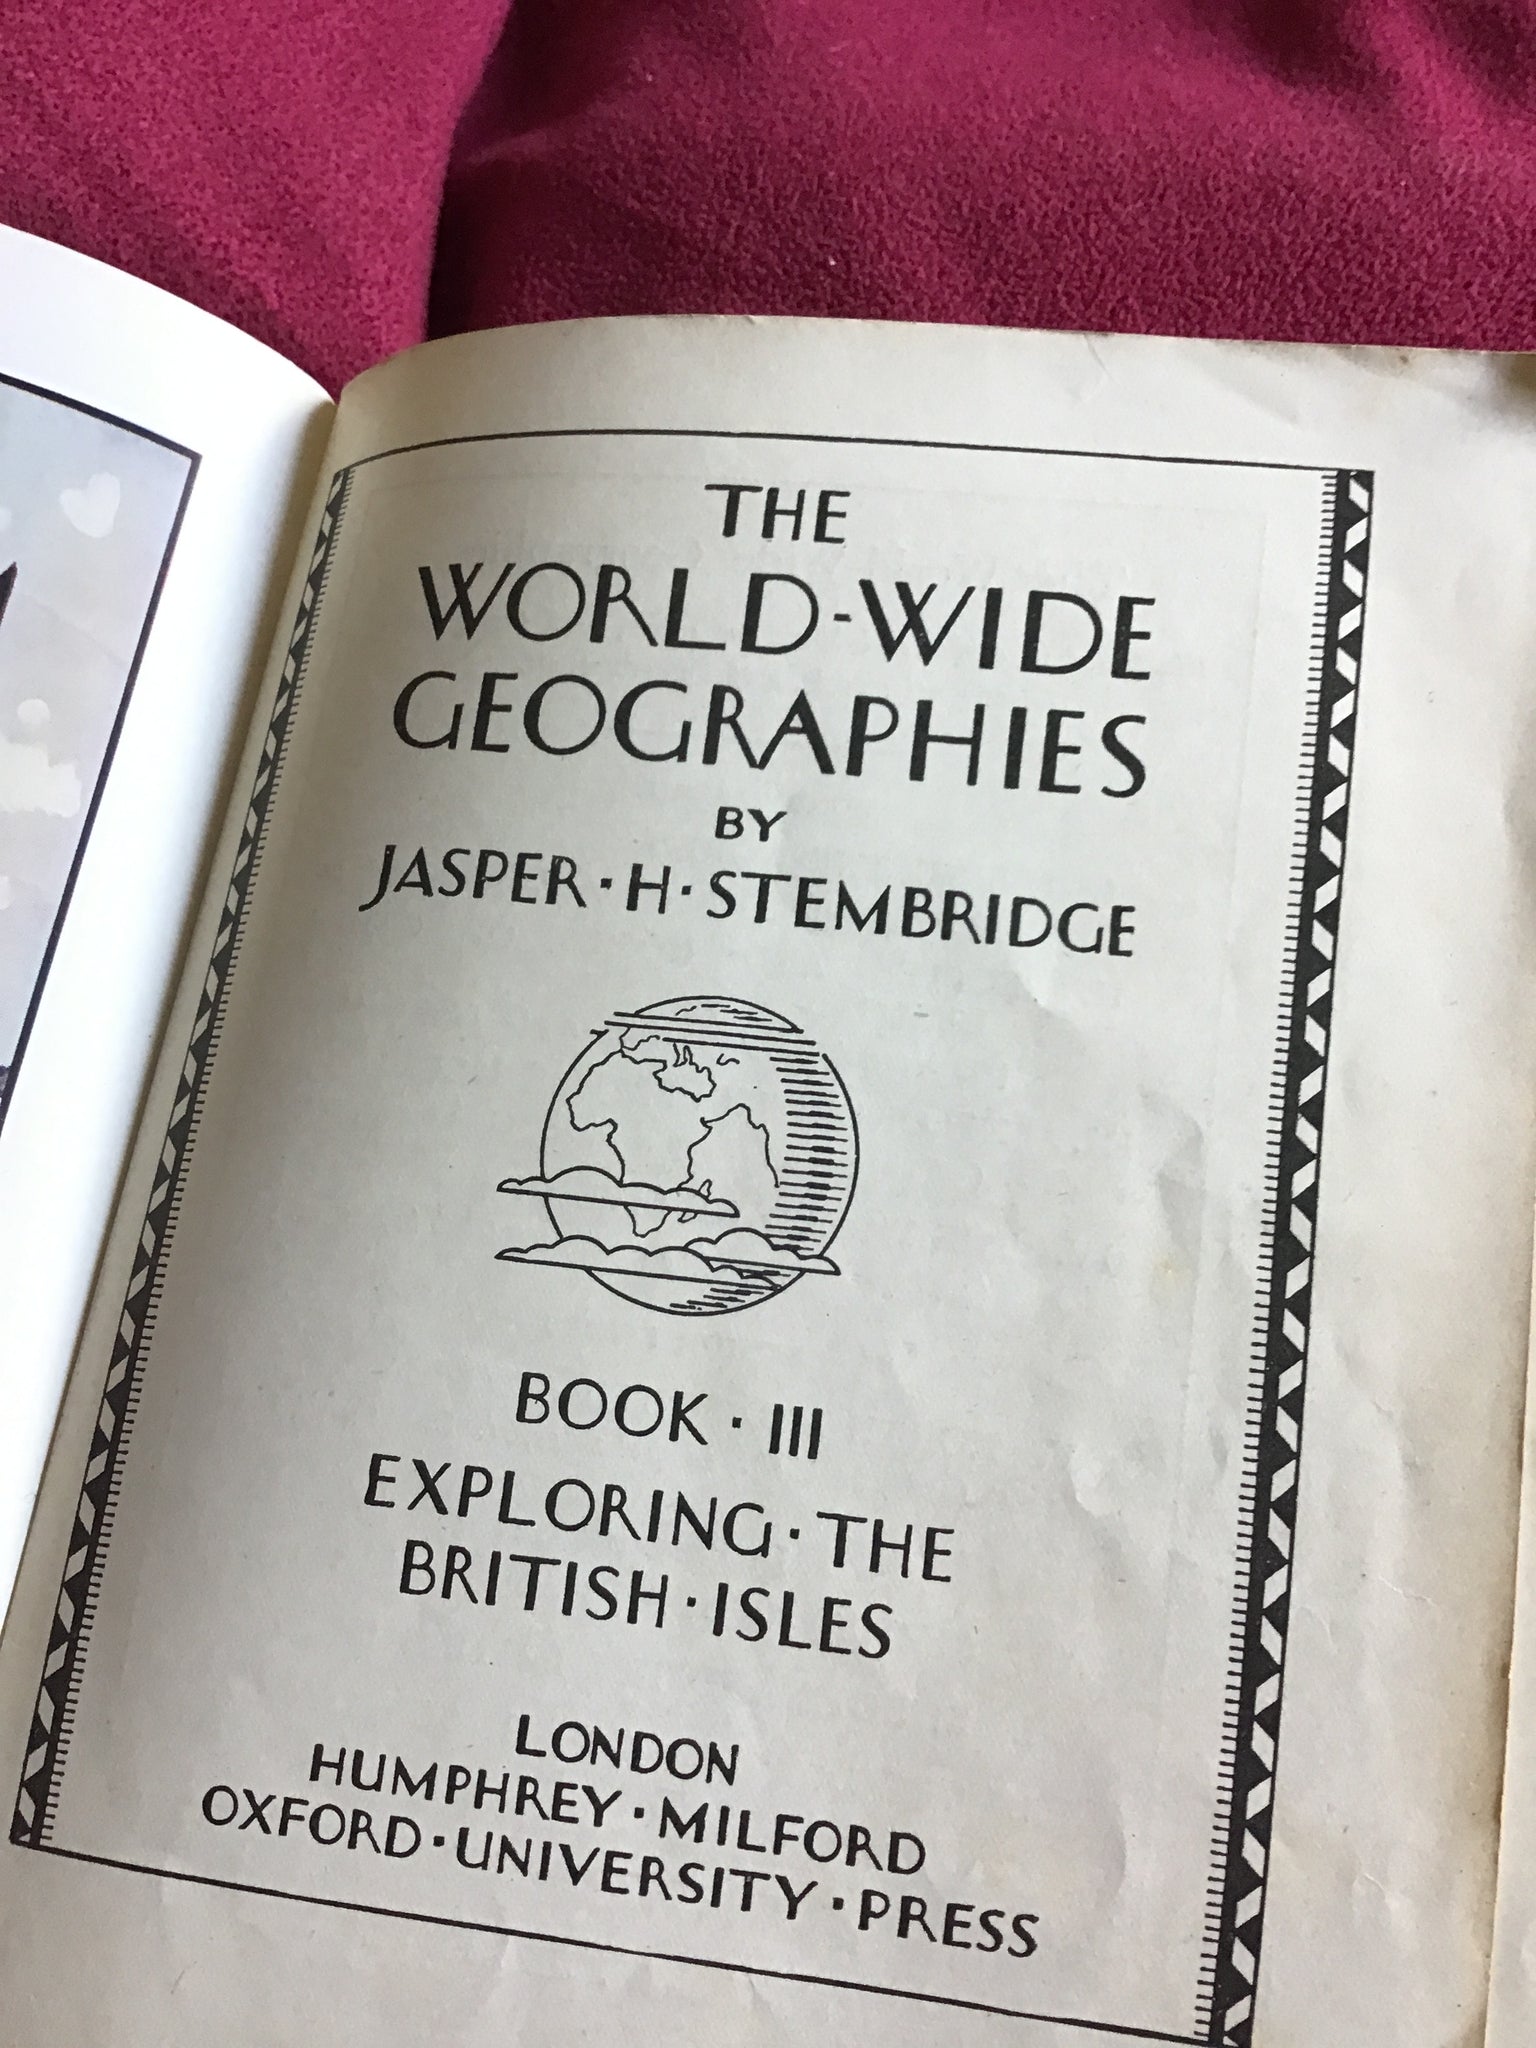 THE
WORLD-WIDE
GEOGRAPHIES
BY
JASPER·H·STEMBRIDGE
BOOK·III
EXPLORING·THE
BRITISH·ISLES
LONDON
HUMPHREY·MILFORD
OXFORD·UNIVERSITY·PRESS